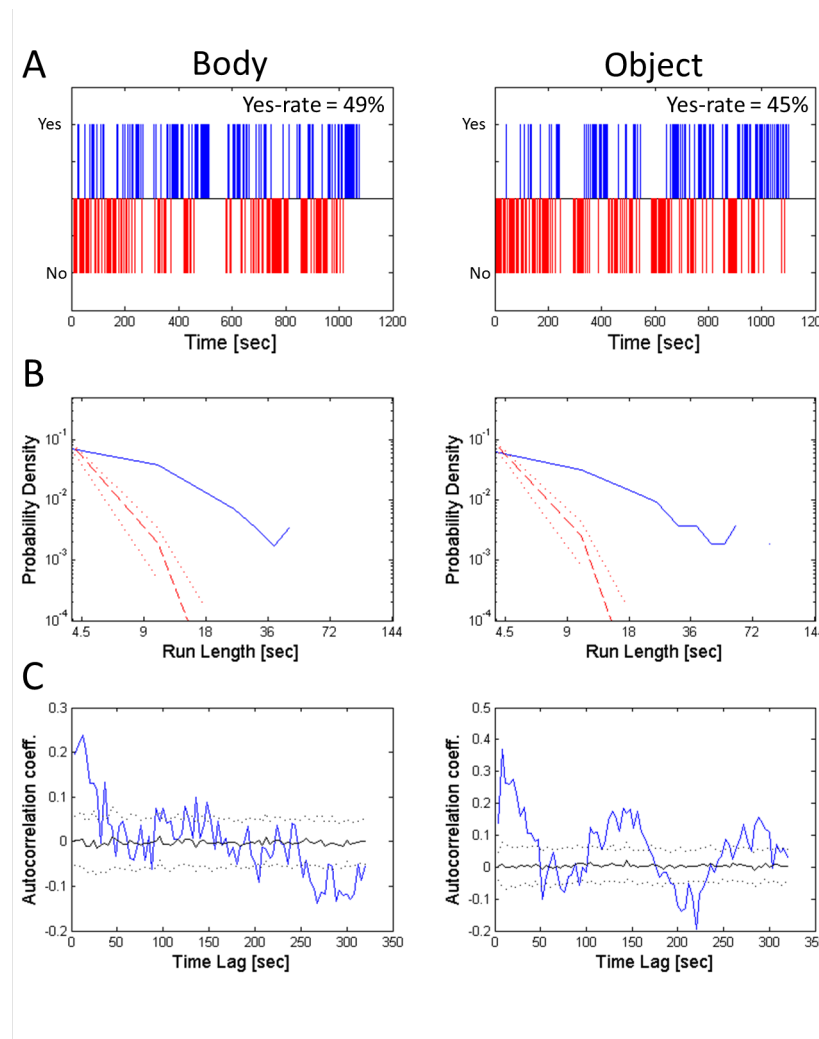 A
Body
Object
Yes-rate = 49%
Yes-rate = 45%
Yes
No
0 200 400 600 800 1000 1200
Time [sec]
Yes
No
0 200 400 600 800 1000 1200
Time [sec]
B
Probability Density
10-1
10-2
10-3
10-4
4.5 9 18 36 72 144
Run Length [sec]
Probability Density
10-1
10-2
10-3
10-4
4.5 9 18 36 72
Run Length [sec]
C
Autocorrelation coeff.
0.3
0.2
0.1
0
-0.1
-0.2
0 50 100 150 200 250 300 350
Time Lag [sec]
Autocorrelation coeff.
0.5
0.4
0.3
0.2
0.1
0
-0.1
-0.2
0 50 100 150 200 250 300
Time Lag [sec]